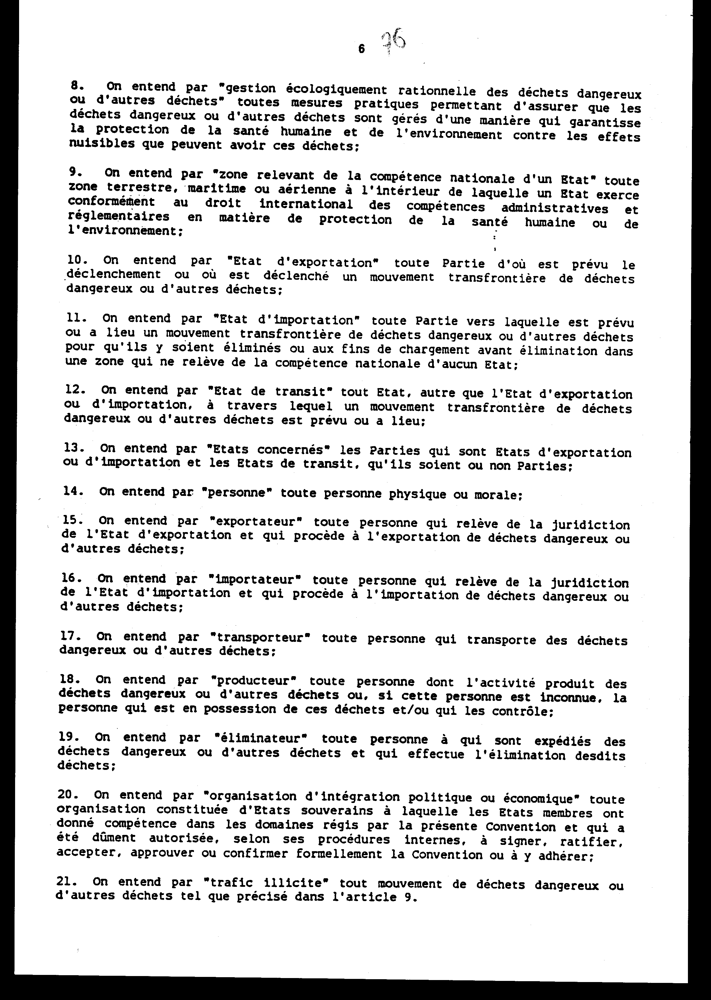 6 76
8. On entend par "gestion écologiquement rationnelle des déchets dangereux
ou d'autres déchets" toutes mesures pratiques permettant d'assurer que les
déchets dangereux ou d'autres déchets sont gérés d'une manière qui garantisse
la protection de la santé humaine et de l'environnement contre les effets
nuisibles que peuvent avoir ces déchets;
9. On entend par "zone relevant de la compétence nationale d'un Etat" toute
zone terrestre, maritime ou aérienne à l'intérieur de laquelle un Etat exerce
conformément au droit international des compétences administratives et
réglementaires en matière de protection de la santé humaine ou de
l'environnement;
10. On entend par "Etat d'exportation" toute Partie d'où est prévu le
déclenchement ou où est déclenché un mouvement transfrontière de déchets
dangereux ou d'autres déchets;
11. On entend par "Etat d'importation" toute Partie vers laquelle est prévu
ou a lieu un mouvement transfrontière de déchets dangereux ou d'autres déchets
pour qu'ils y soient éliminés ou aux fins de chargement avant élimination dans
une zone qui ne relève de la compétence nationale d'aucun Etat;
12. On entend par "Etat de transit" tout Etat, autre que l'Etat d'exportation
ou d'importation, à travers lequel un mouvement transfrontière de déchets
dangereux ou d'autres déchets est prévu ou a lieu;
13. On entend par "Etats concernés" les Parties qui sont Etats d'exportation
ou d'importation et les Etats de transit, qu'ils soient ou non Parties;
14. On entend par "personne" toute personne physique ou morale;
15. On entend par "exportateur" toute personne qui relève de la juridiction
de l'Etat d'exportation et qui procède à l'exportation de déchets dangereux ou
d'autres déchets;
16. On entend par "importateur" toute personne qui relève de la juridiction
de l'Etat d'importation et qui procède à l'importation de déchets dangereux ou
d'autres déchets;
17. On entend par "transporteur" toute personne qui transporte des déchets
dangereux ou d'autres déchets;
18. On entend par "producteur" toute personne dont l'activité produit des
déchets dangereux ou d'autres déchets ou, si cette personne est inconnue, la
personne qui est en possession de ces déchets et/ou qui les contrôle;
19. On entend par "éliminateur" toute personne à qui sont expédiés des
déchets dangereux ou d'autres déchets et qui effectue l'élimination desdits
déchets;
20. On entend par "organisation d'intégration politique ou économique" toute
organisation constituée d'Etats souverains à laquelle les Etats membres ont
donné compétence dans les domaines régis par la présente Convention et qui a
été dûment autorisée, selon ses procédures internes, à signer, ratifier,
accepter, approuver ou confirmer formellement la Convention ou à y adhérer;
21. On entend par "trafic illicite" tout mouvement de déchets dangereux ou
d'autres déchets tel que précisé dans l'article 9.